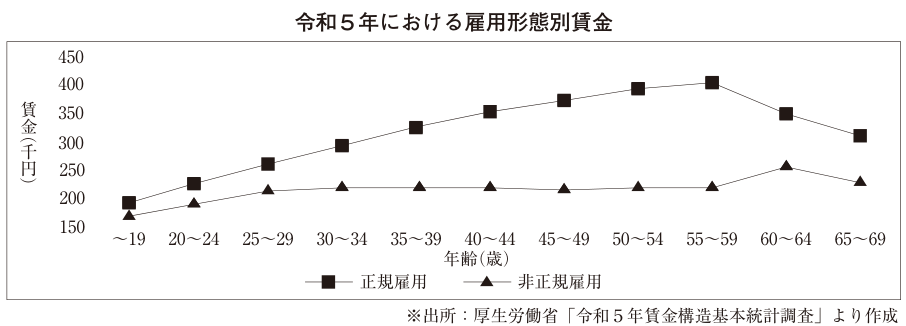 令和５年における雇用形態別賃金
賃金(千円)
450
400
350
300
250
200
150
～19 20～24 25～29 30～34 35～39 40～44 45～49 50～54 55～59 60～64 65～69
年齢(歳)
正規雇用 非正規雇用
※出所：厚生労働省「令和５年賃金構造基本統計調査」より作成